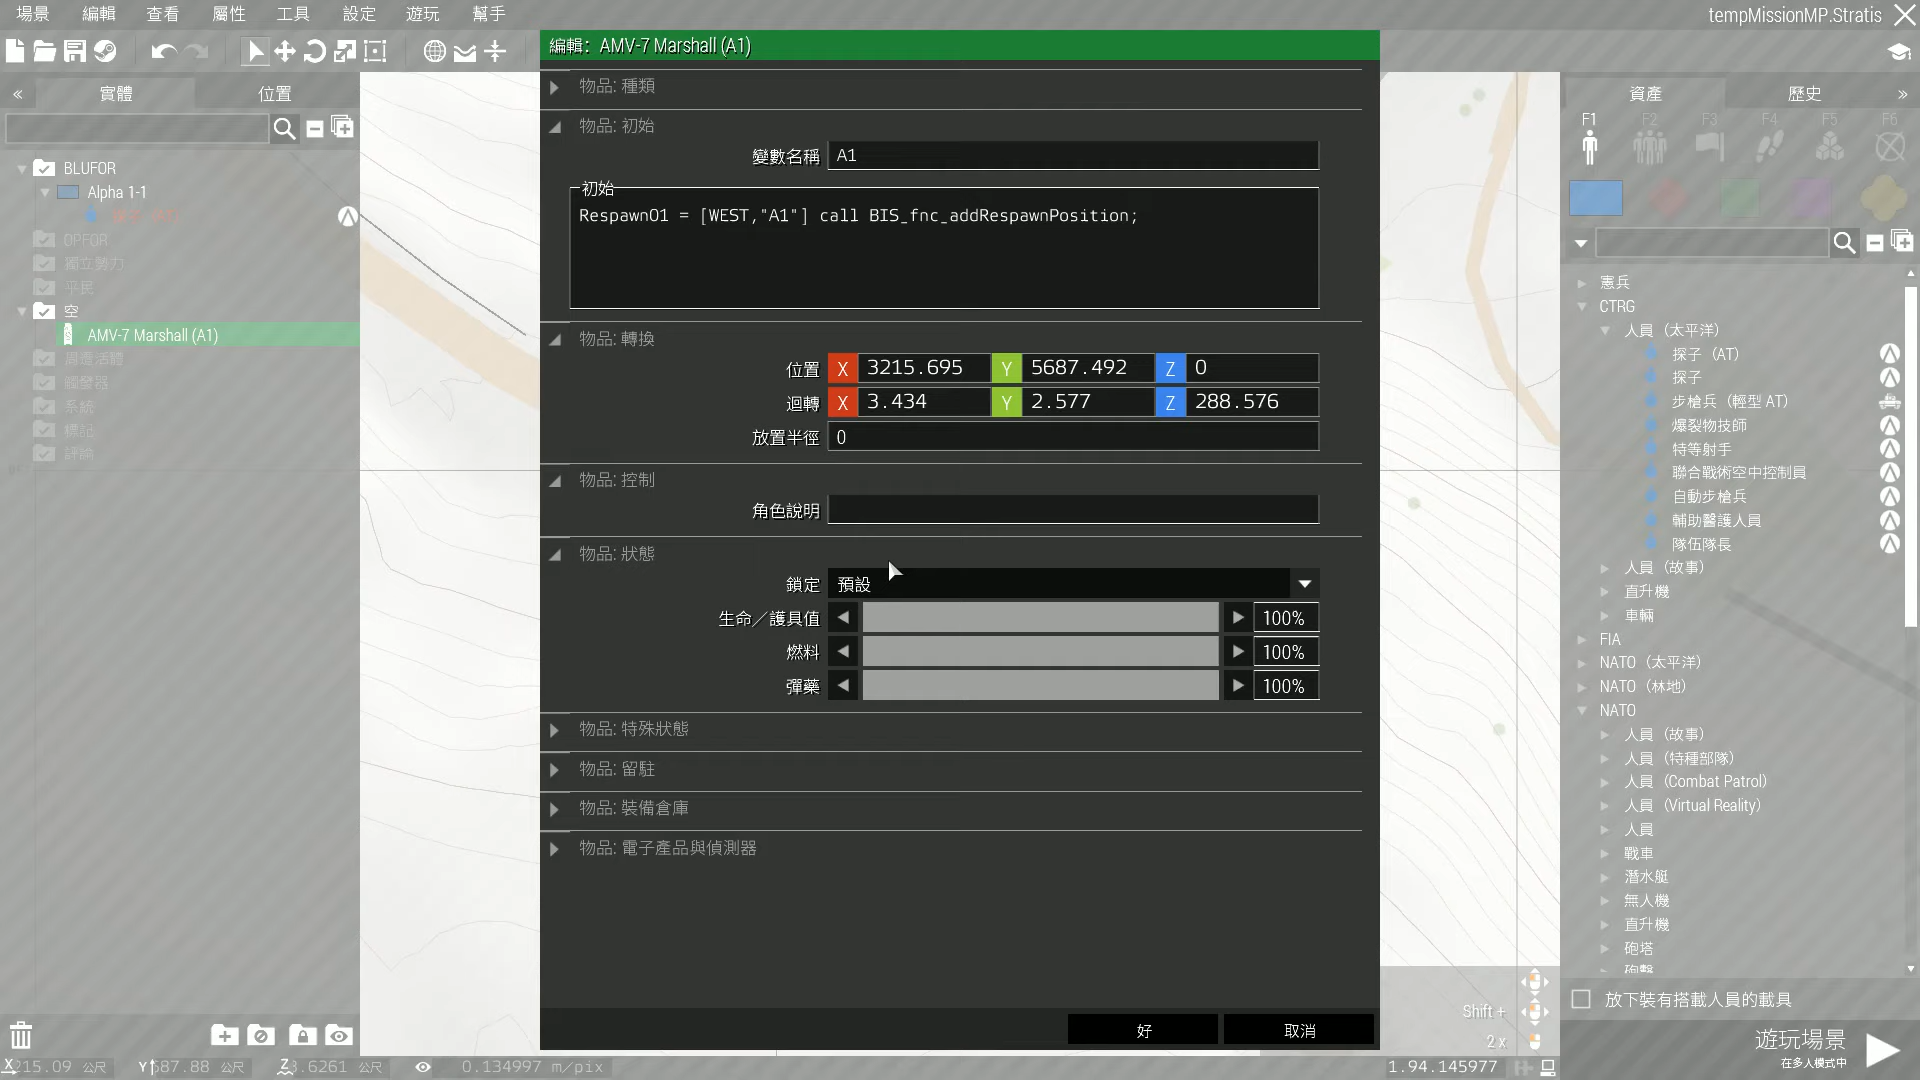 場景 編輯 查看 屬性 工具 設定 遊玩 幫手
tempMissionMP.Stratis
編輯: AMV-7 Marshall (A1)
實體 位置
BLUFOR
Alpha 1-1
OPFOR
獨立勢力
平民
空
AMV-7 Marshall (A1)
觸發器
系統
標記
評論
物品: 種類
物品: 初始
變數名稱 A1
初始
Respawn01 = [WEST,"A1"] call BIS_fnc_addRespawnPosition;
物品: 轉換
位置 X 3215.695 Y 5687.492 Z 0
迴轉 X 3.434 Y 2.577 Z 288.576
放置半徑 0
物品: 控制
角色說明
物品: 狀態
鎖定 預設
生命／護具值 100%
燃料 100%
彈藥 100%
物品: 特殊狀態
物品: 留駐
物品: 裝備倉庫
物品: 電子產品與偵測器
好 取消
資產 歷史
F1 F2 F3 F4 F5 F6
憲兵
CTRG
人員（太平洋）
探子（AT）
探子
步槍兵（輕型 AT）
爆裂物技師
特等射手
聯合戰術空中控制員
自動步槍兵
輔助醫護人員
隊伍隊長
人員（故事）
直升機
車輛
FIA
NATO（太平洋）
NATO（林地）
NATO
人員（故事）
人員（特種部隊）
人員（Combat Patrol）
人員（Virtual Reality）
人員
戰車
潛水艇
無人機
直升機
砲塔
放下裝有搭載人員的載具
Shift +
2 x
遊玩場景
在多人模式中
公尺 公尺 公尺 0.134997 m/pix 1.94.145977